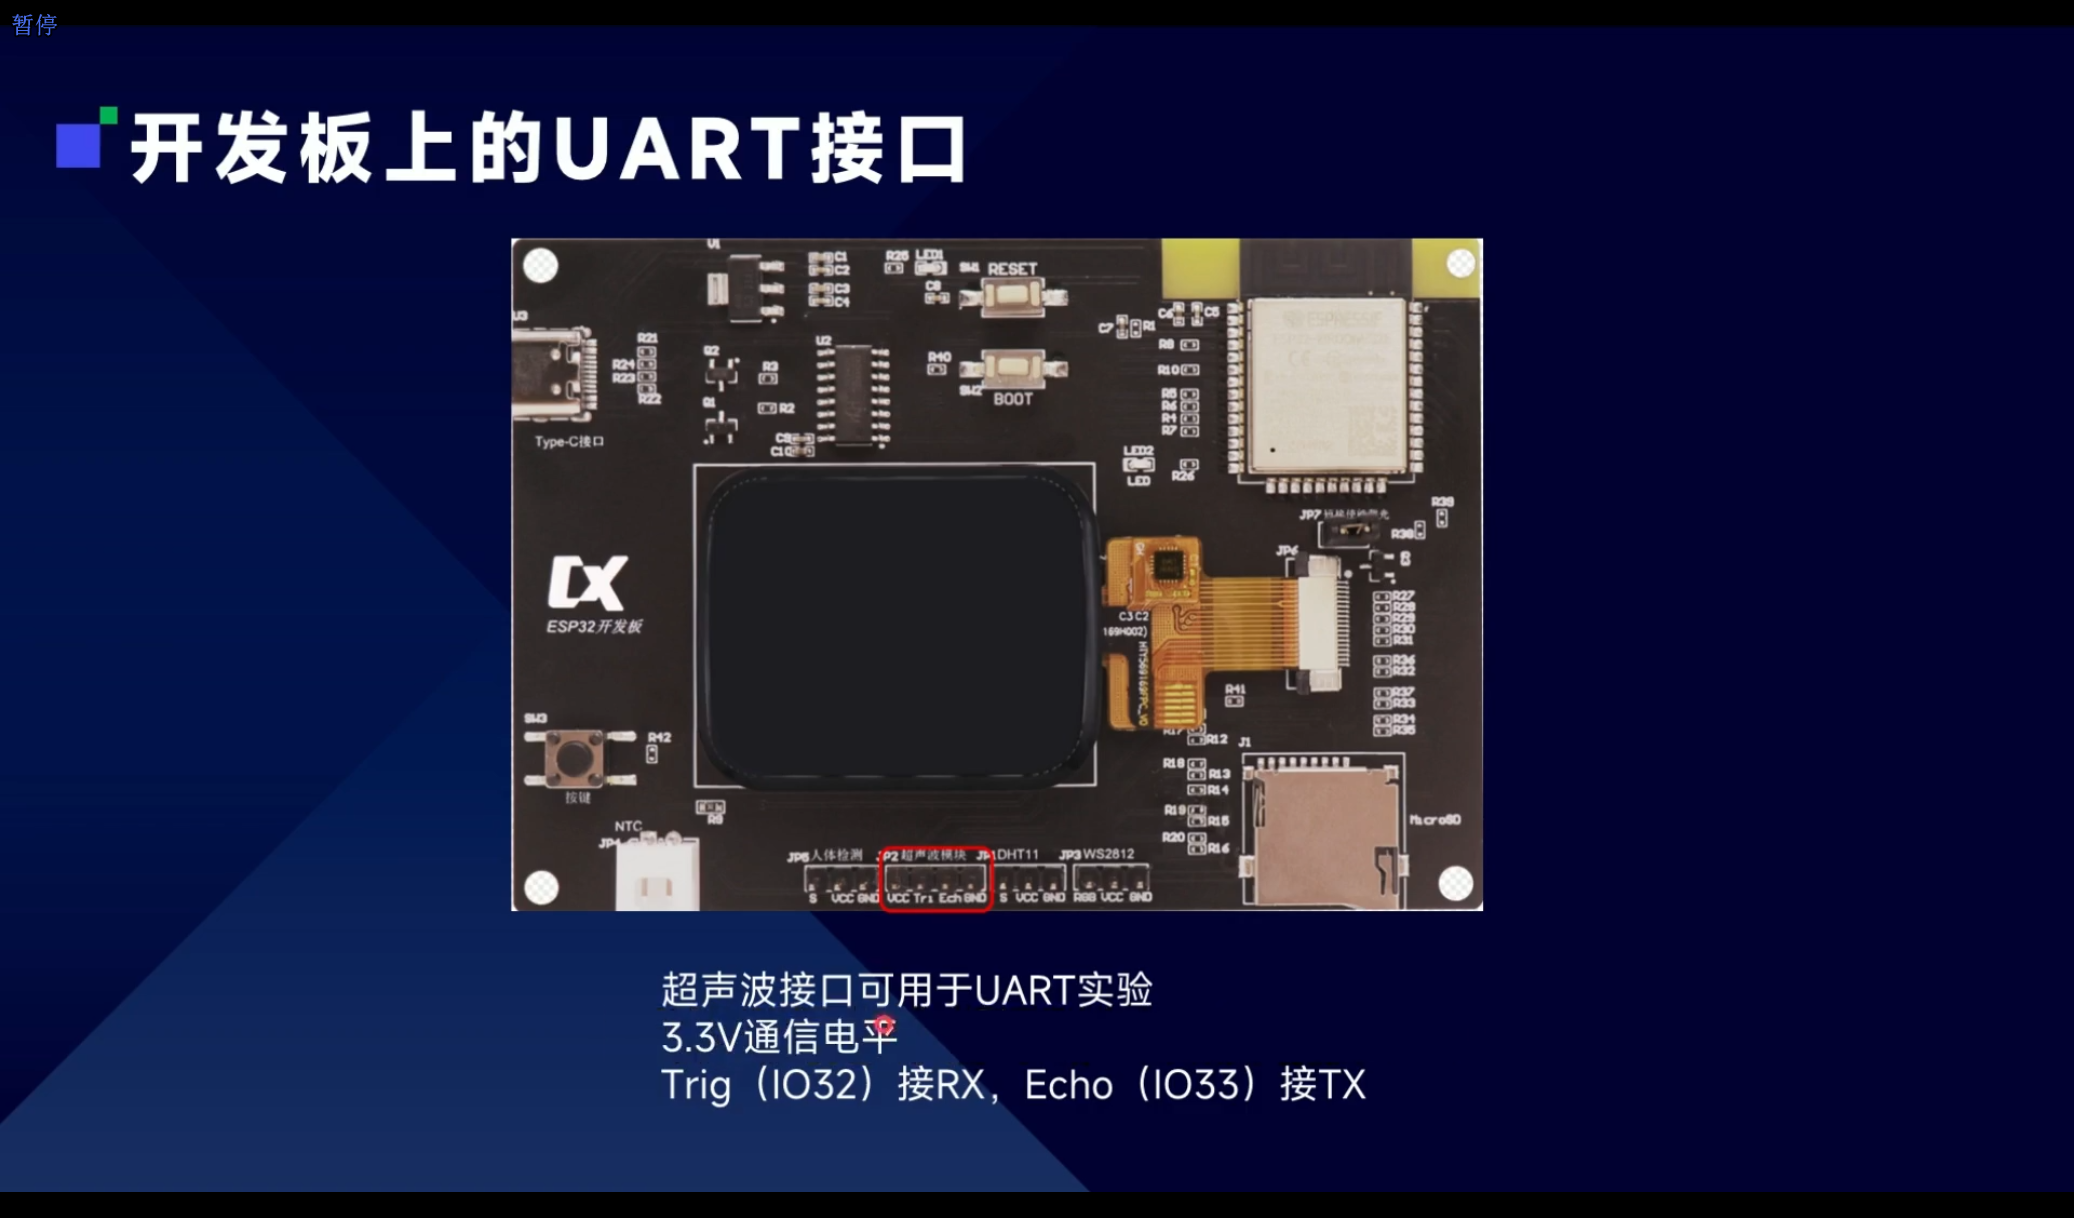 暂停
开发板上的UART接口
U1
C1
C2
C3
C4
R25 LED1
C8
SW1 RESET
U3
R21
R24
R23
R22
Type-C接口
Q2
Q1
R3
R2
U2
C9
C10
R40
SW2
BOOT
C7
R1
C6
C5
R8
R10
R5
R6
R4
R7
LED2
LED
R26
R39
JP7
R38
JP6
Q3
ESP32开发板
C3 C2
R27
R28
R29
R30
R31
R36
R32
R37
R33
R34
R35
R41
SW3
R42
按键
R9
NTC
JP4
R17
R12
R18
R13
R14
R19
R15
R20
R16
J1
MicroSD
JP5 人体检测 JP2 超声波模块 JP1 DHT11 JP3 WS2812
S VCC GND VCC Tri Ech GND S VCC GND RGB VCC GND
超声波接口可用于UART实验
3.3V通信电平
Trig（IO32）接RX，Echo（IO33）接TX